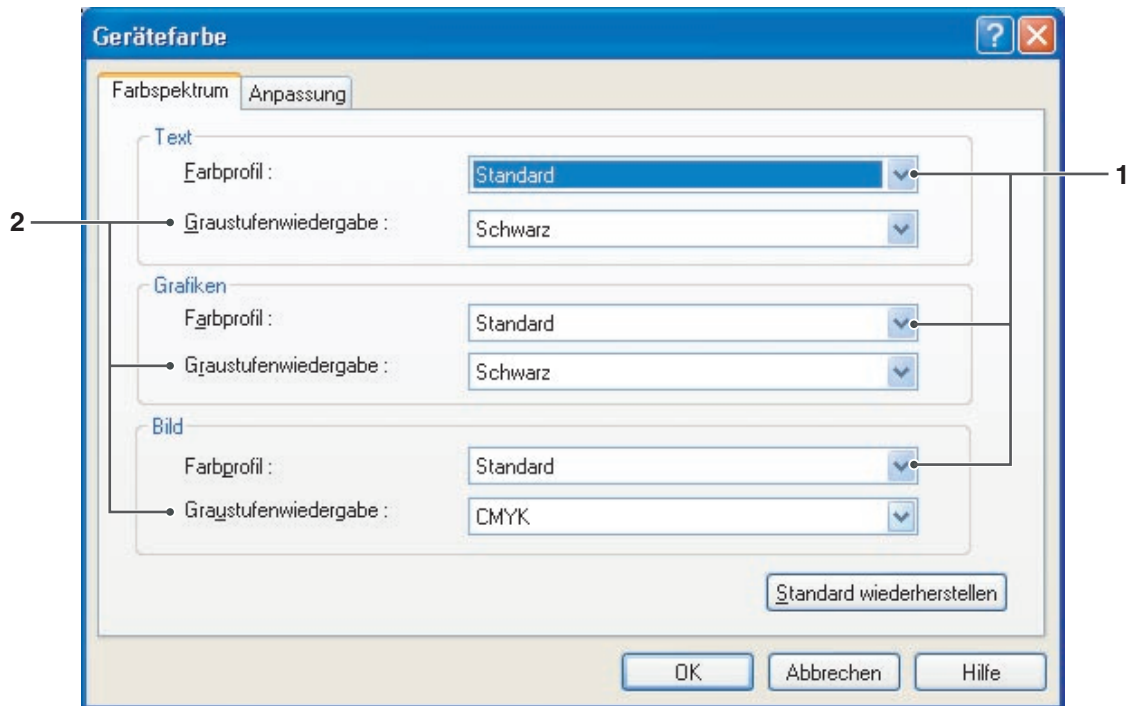 Gerätefarbe
Farbspektrum Anpassung
Text
Farbprofil : Standard
1
2
Graustufenwiedergabe : Schwarz
Grafiken
Farbprofil : Standard
Graustufenwiedergabe : Schwarz
Bild
Farbprofil : Standard
Graustufenwiedergabe : CMYK
Standard wiederherstellen
OK Abbrechen Hilfe